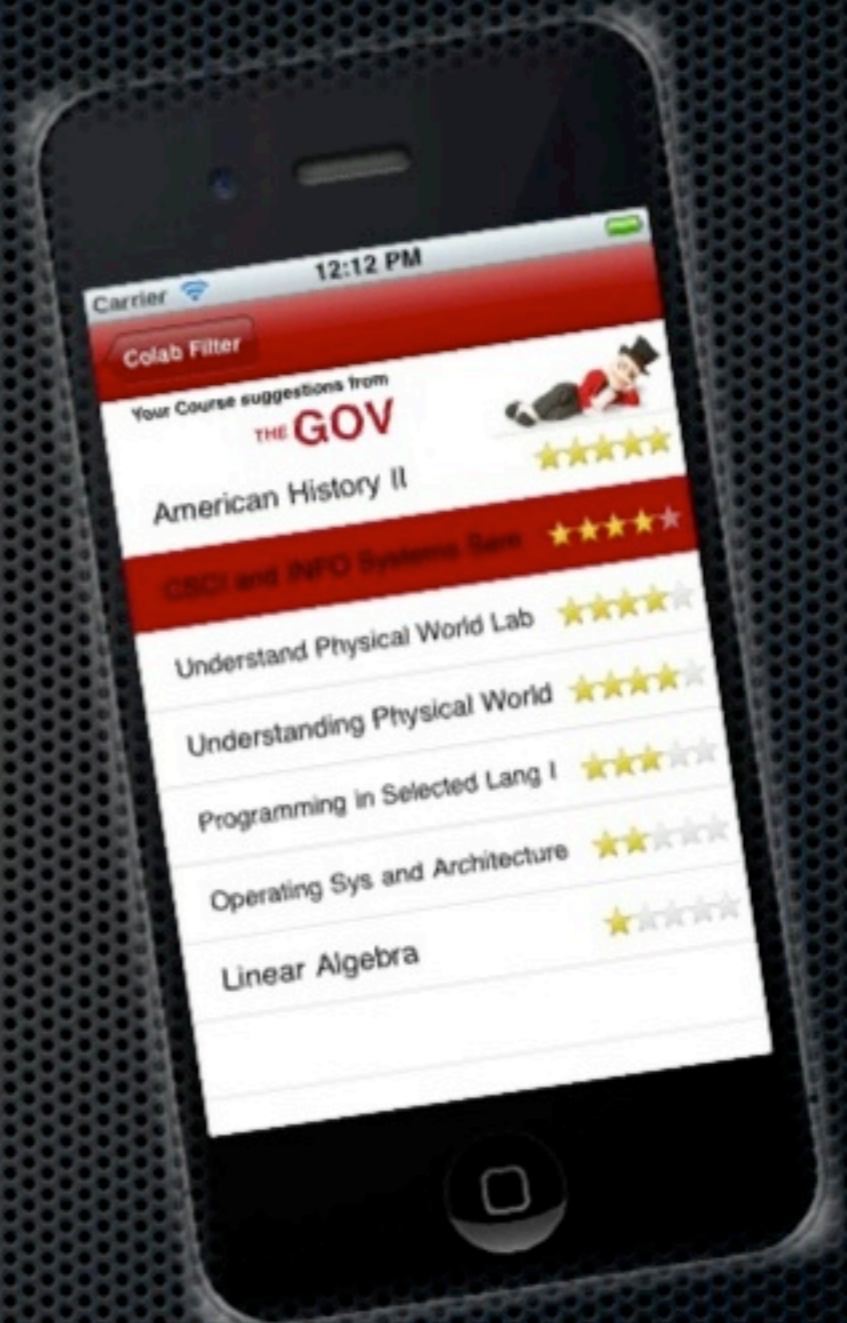 Carrier 12:12 PM
Colab Filter
Your Course suggestions from
THE GOV
American History II
CSCI and INFO Systems
Understand Physical World Lab
Understanding Physical World
Programming in Selected Lang I
Operating Sys and Architecture
Linear Algebra